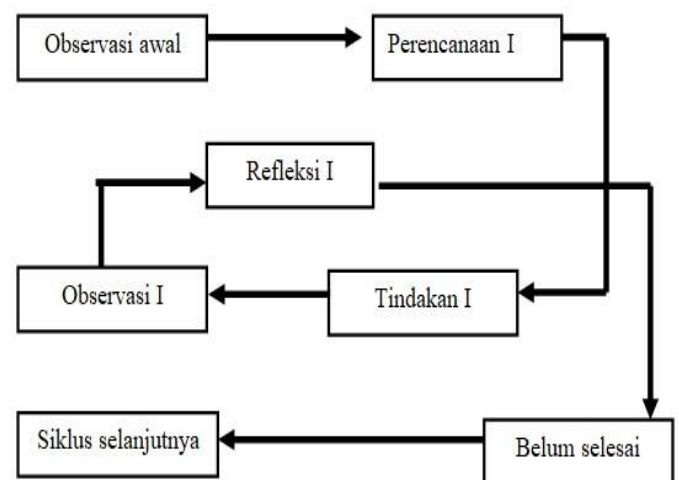 Observasi awal
Perencanaan I
Refleksi I
Observasi I
Tindakan I
Siklus selanjutnya
Belum selesai